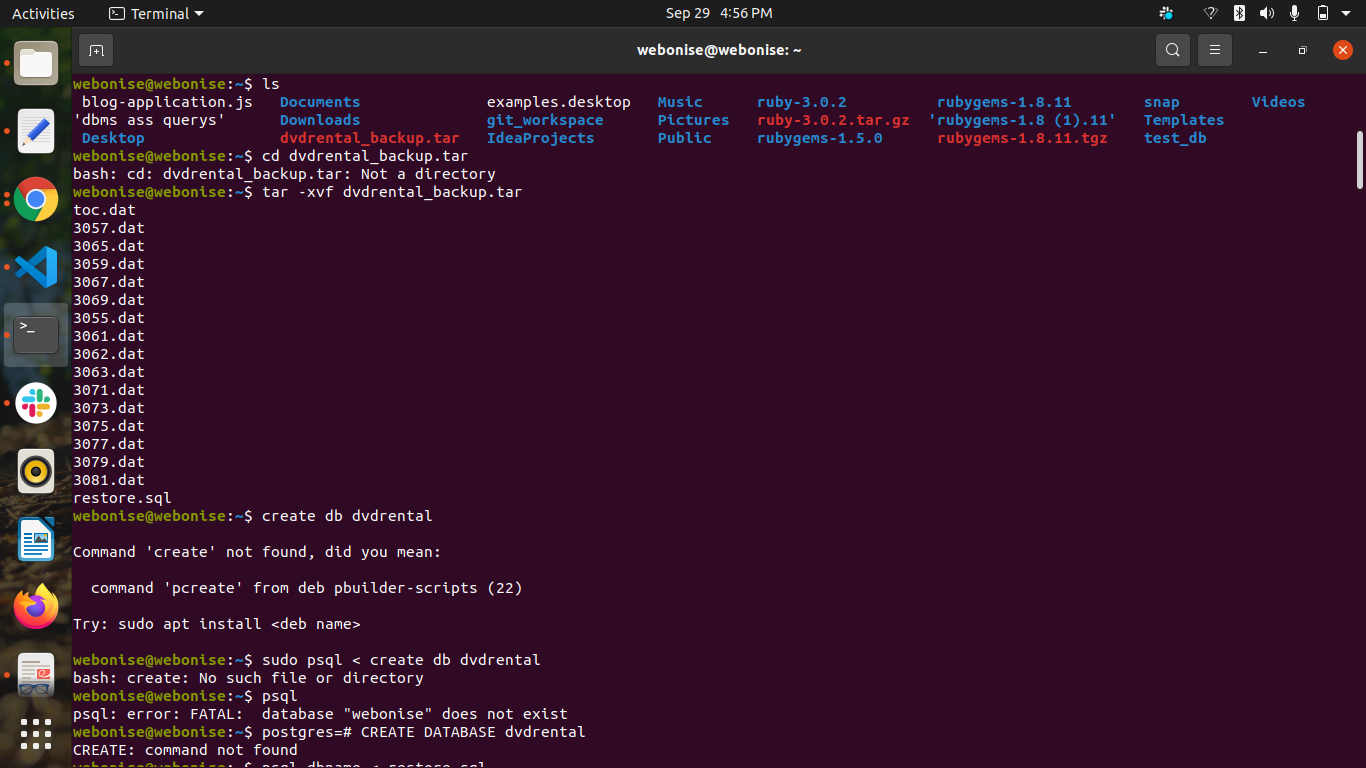 Activities
Terminal
Sep 29 4:56 PM
webonise@webonise: ~
webonise@webonise:~$ ls
blog-application.js Documents examples.desktop Music ruby-3.0.2 rubygems-1.8.11 snap Videos
'dbms ass querys' Downloads git_workspace Pictures ruby-3.0.2.tar.gz 'rubygems-1.8 (1).11' Templates
Desktop dvdrental_backup.tar IdeaProjects Public rubygems-1.5.0 rubygems-1.8.11.tgz test_db
webonise@webonise:~$ cd dvdrental_backup.tar
bash: cd: dvdrental_backup.tar: Not a directory
webonise@webonise:~$ tar -xvf dvdrental_backup.tar
toc.dat
3057.dat
3065.dat
3059.dat
3067.dat
3069.dat
3055.dat
3061.dat
3062.dat
3063.dat
3071.dat
3073.dat
3075.dat
3077.dat
3079.dat
3081.dat
restore.sql
webonise@webonise:~$ create db dvdrental
Command 'create' not found, did you mean:
command 'pcreate' from deb pbuilder-scripts (22)
Try: sudo apt install <deb name>
webonise@webonise:~$ sudo psql < create db dvdrental
bash: create: No such file or directory
webonise@webonise:~$ psql
psql: error: FATAL: database "webonise" does not exist
webonise@webonise:~$ postgres=# CREATE DATABASE dvdrental
CREATE: command not found
webonise@webonise:~$ psql dbname < restore.sql